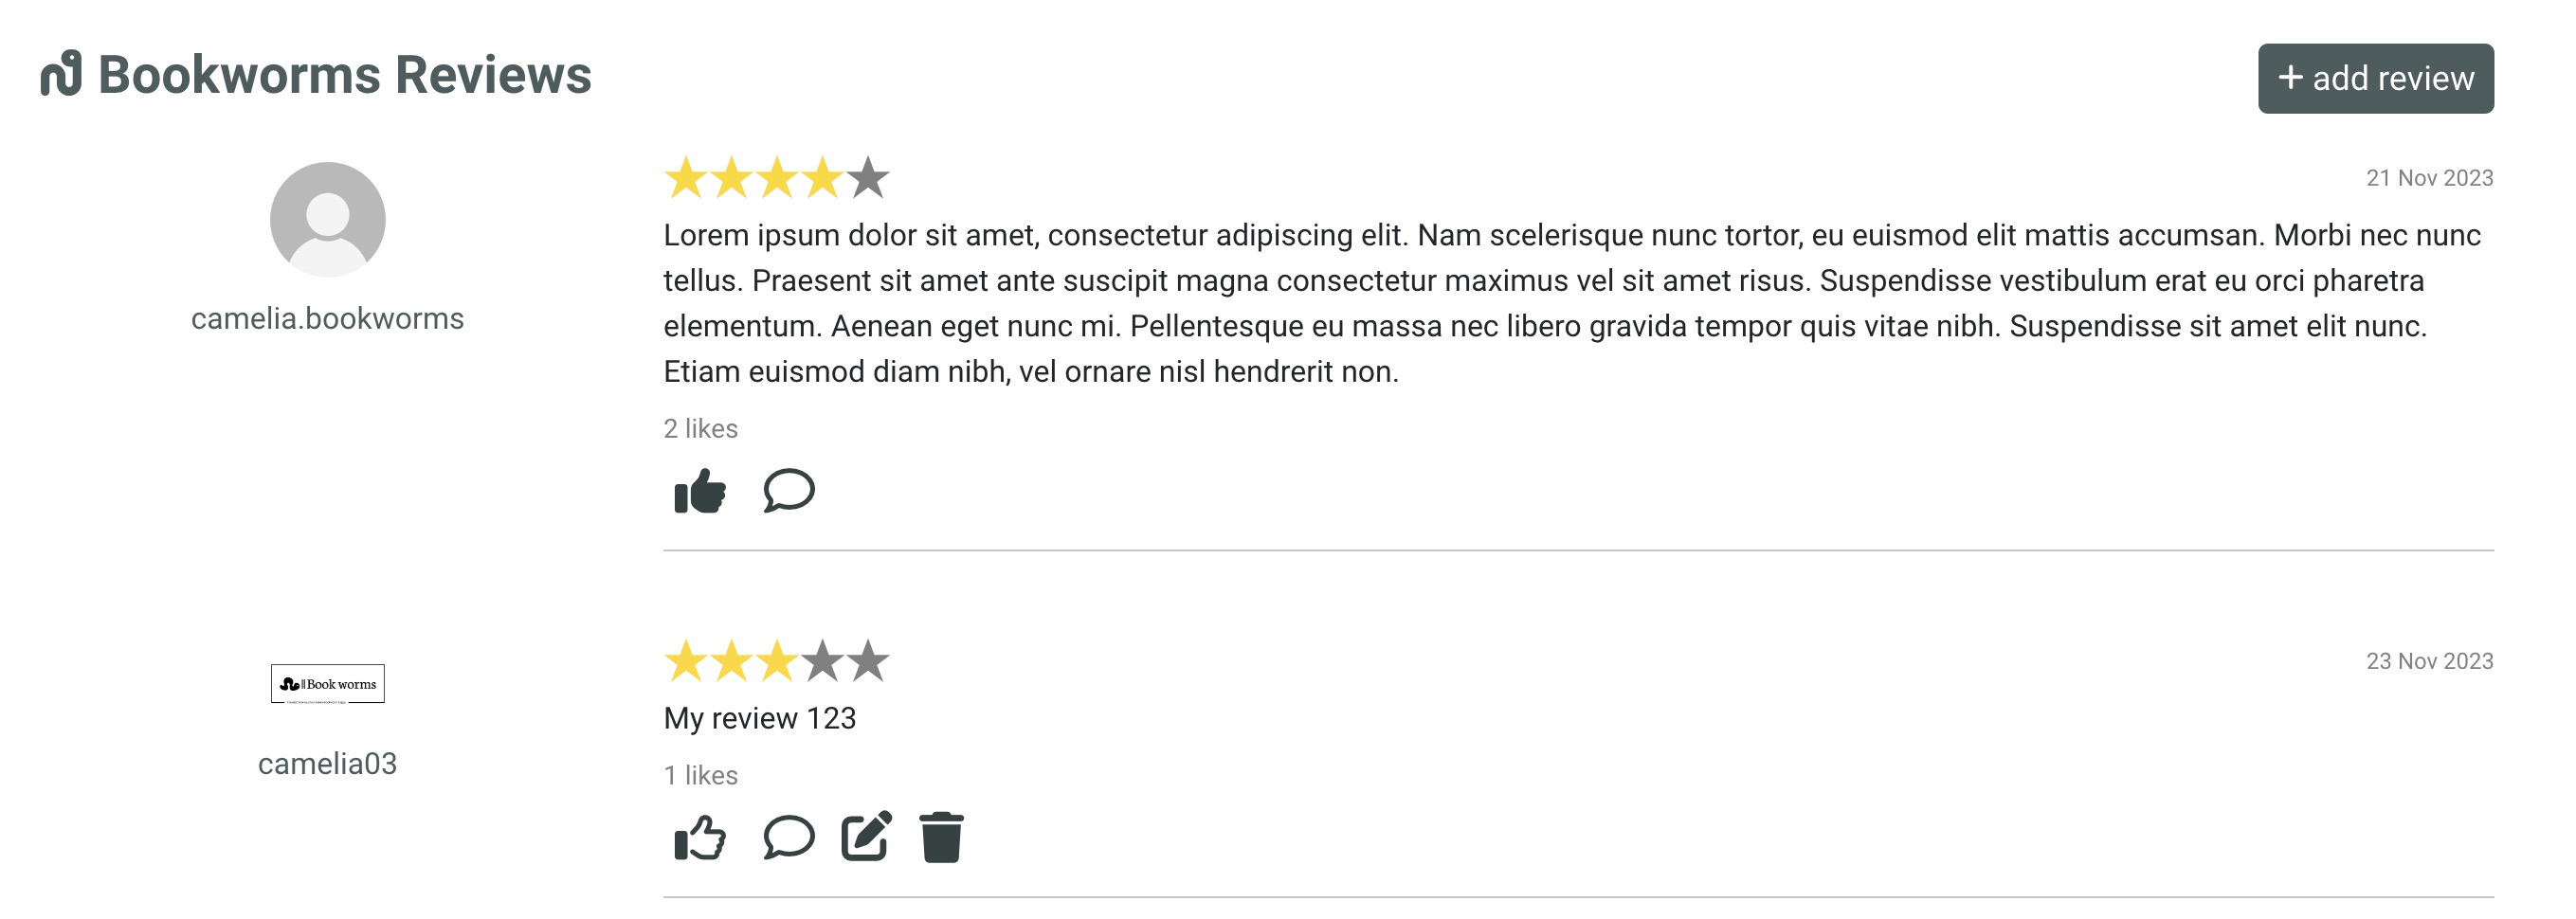 Bookworms Reviews
+ add review
21 Nov 2023
Lorem ipsum dolor sit amet, consectetur adipiscing elit. Nam scelerisque nunc tortor, eu euismod elit mattis accumsan. Morbi nec nunc
tellus. Praesent sit amet ante suscipit magna consectetur maximus vel sit amet risus. Suspendisse vestibulum erat eu orci pharetra
elementum. Aenean eget nunc mi. Pellentesque eu massa nec libero gravida tempor quis vitae nibh. Suspendisse sit amet elit nunc.
Etiam euismod diam nibh, vel ornare nisl hendrerit non.
camelia.bookworms
2 likes
23 Nov 2023
Book worms
My review 123
camelia03
1 likes